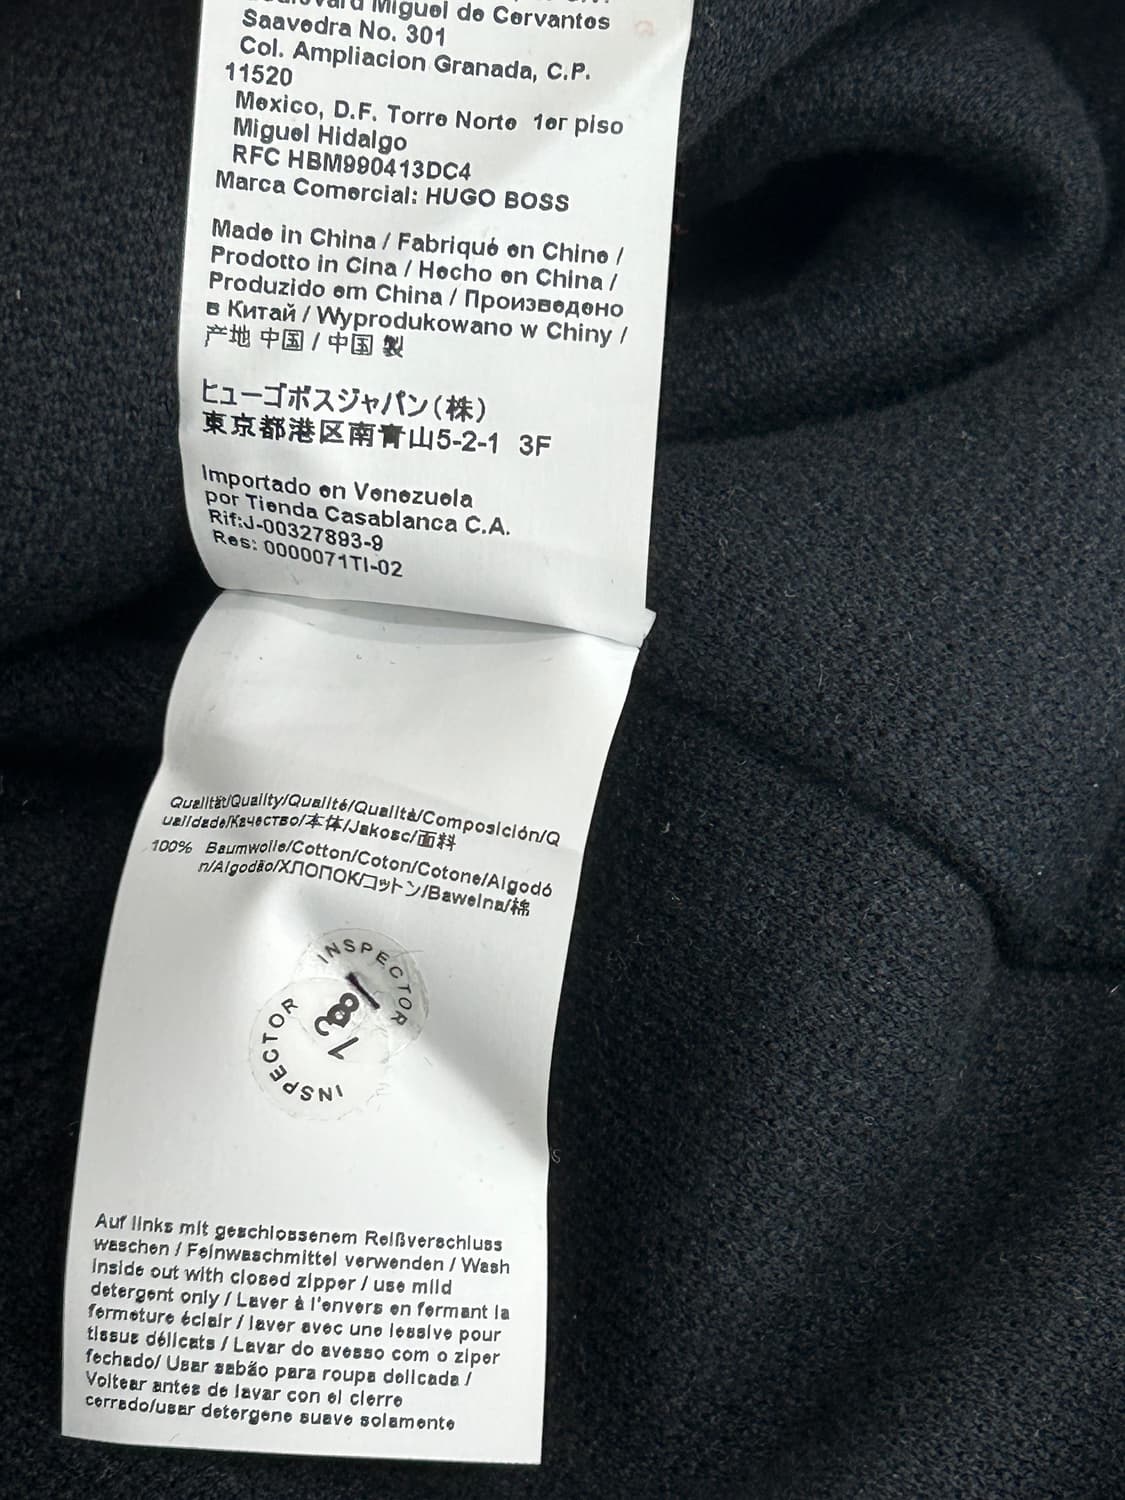 Miguel de Cervantes
Saavedra No. 301
Col. Ampliacion Granada, C.P.
11520
Mexico, D.F. Torre Norte 1er piso
Miguel Hidalgo
RFC HBM990413DC4
Marca Comercial: HUGO BOSS
Made in China / Fabriqué en Chine /
Prodotto in Cina / Hecho en China /
Produzido em China / Произведено
в Китай / Wyprodukowano w Chiny /
产地 中国 / 中国 製
ヒューゴボスジャパン(株)
東京都港区南青山5-2-1 3F
Importado en Venezuela
por Tienda Casablanca C.A.
Rif:J-00327893-9
Res: 0000071TI-02
Qualität/Quality/Qualité/Qualità/Composición/Q
ualidade/Качество/本体/Jakosc/面料
100% Baumwolle/Cotton/Coton/Cotone/Algodó
n/Algodão/ХЛОПОК/コットン/Bawelna/棉
INSPECTOR
INSPECTOR
Auf links mit geschlossenem Reißverschluss
waschen / Feinwaschmittel verwenden / Wash
inside out with closed zipper / use mild
detergent only / Laver à l'envers en fermant la
fermeture éclair / laver avec une lessive pour
tissus délicats / Lavar do avesso com o ziper
fechado/ Usar sabão para roupa delicada /
Voltear antes de lavar con el cierre
cerrado/usar detergene suave solamente